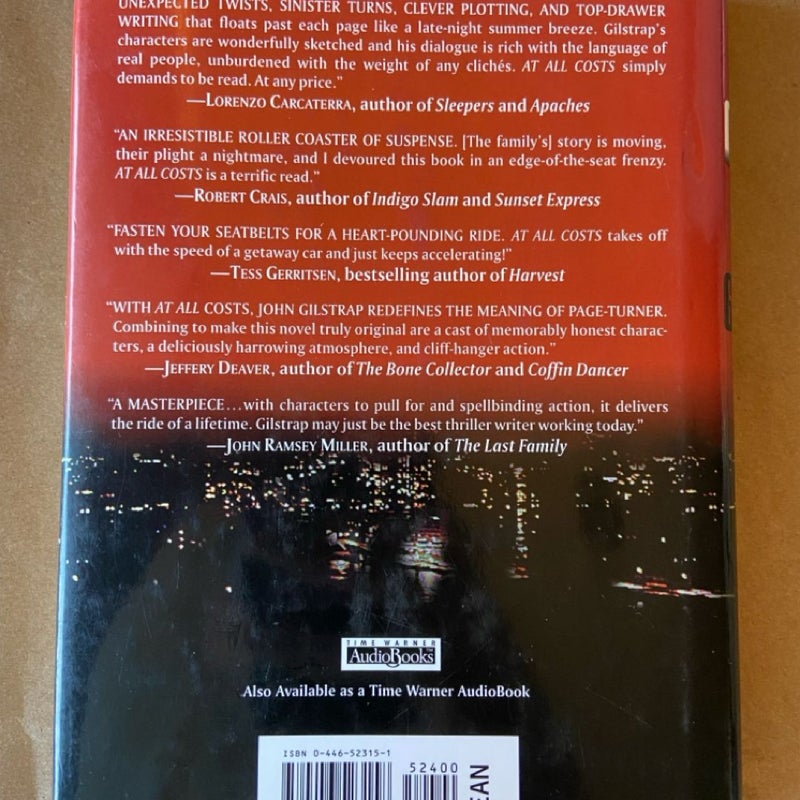 UNEXPECTED TWISTS, SINISTER TURNS, CLEVER PLOTTING, AND TOP-DRAWER
WRITING that floats past each page like a late-night summer breeze. Gilstrap's
characters are wonderfully sketched and his dialogue is rich with the language of
real people, unburdened with the weight of any clichés. AT ALL COSTS simply
demands to be read. At any price."
—LORENZO CARCATERRA, author of Sleepers and Apaches
"AN IRRESISTIBLE ROLLER COASTER OF SUSPENSE. [The family's] story is moving,
their plight a nightmare, and I devoured this book in an edge-of-the-seat frenzy.
AT ALL COSTS is a terrific read."
—ROBERT CRAIS, author of Indigo Slam and Sunset Express
"FASTEN YOUR SEATBELTS FOR A HEART-POUNDING RIDE. AT ALL COSTS takes off
with the speed of a getaway car and just keeps accelerating!"
—TESS GERRITSEN, bestselling author of Harvest
"WITH AT ALL COSTS, JOHN GILSTRAP REDEFINES THE MEANING OF PAGE-TURNER.
Combining to make this novel truly original are a cast of memorably honest charac-
ters, a deliciously harrowing atmosphere, and cliff-hanger action."
—JEFFERY DEAVER, author of The Bone Collector and Coffin Dancer
"A MASTERPIECE...with characters to pull for and spellbinding action, it delivers
the ride of a lifetime. Gilstrap may just be the best thriller writer working today."
—JOHN RAMSEY MILLER, author of The Last Family
TIME WARNER
AudioBooks™
Also Available as a Time Warner AudioBook
ISBN 0-446-52315-1
52400
EAN